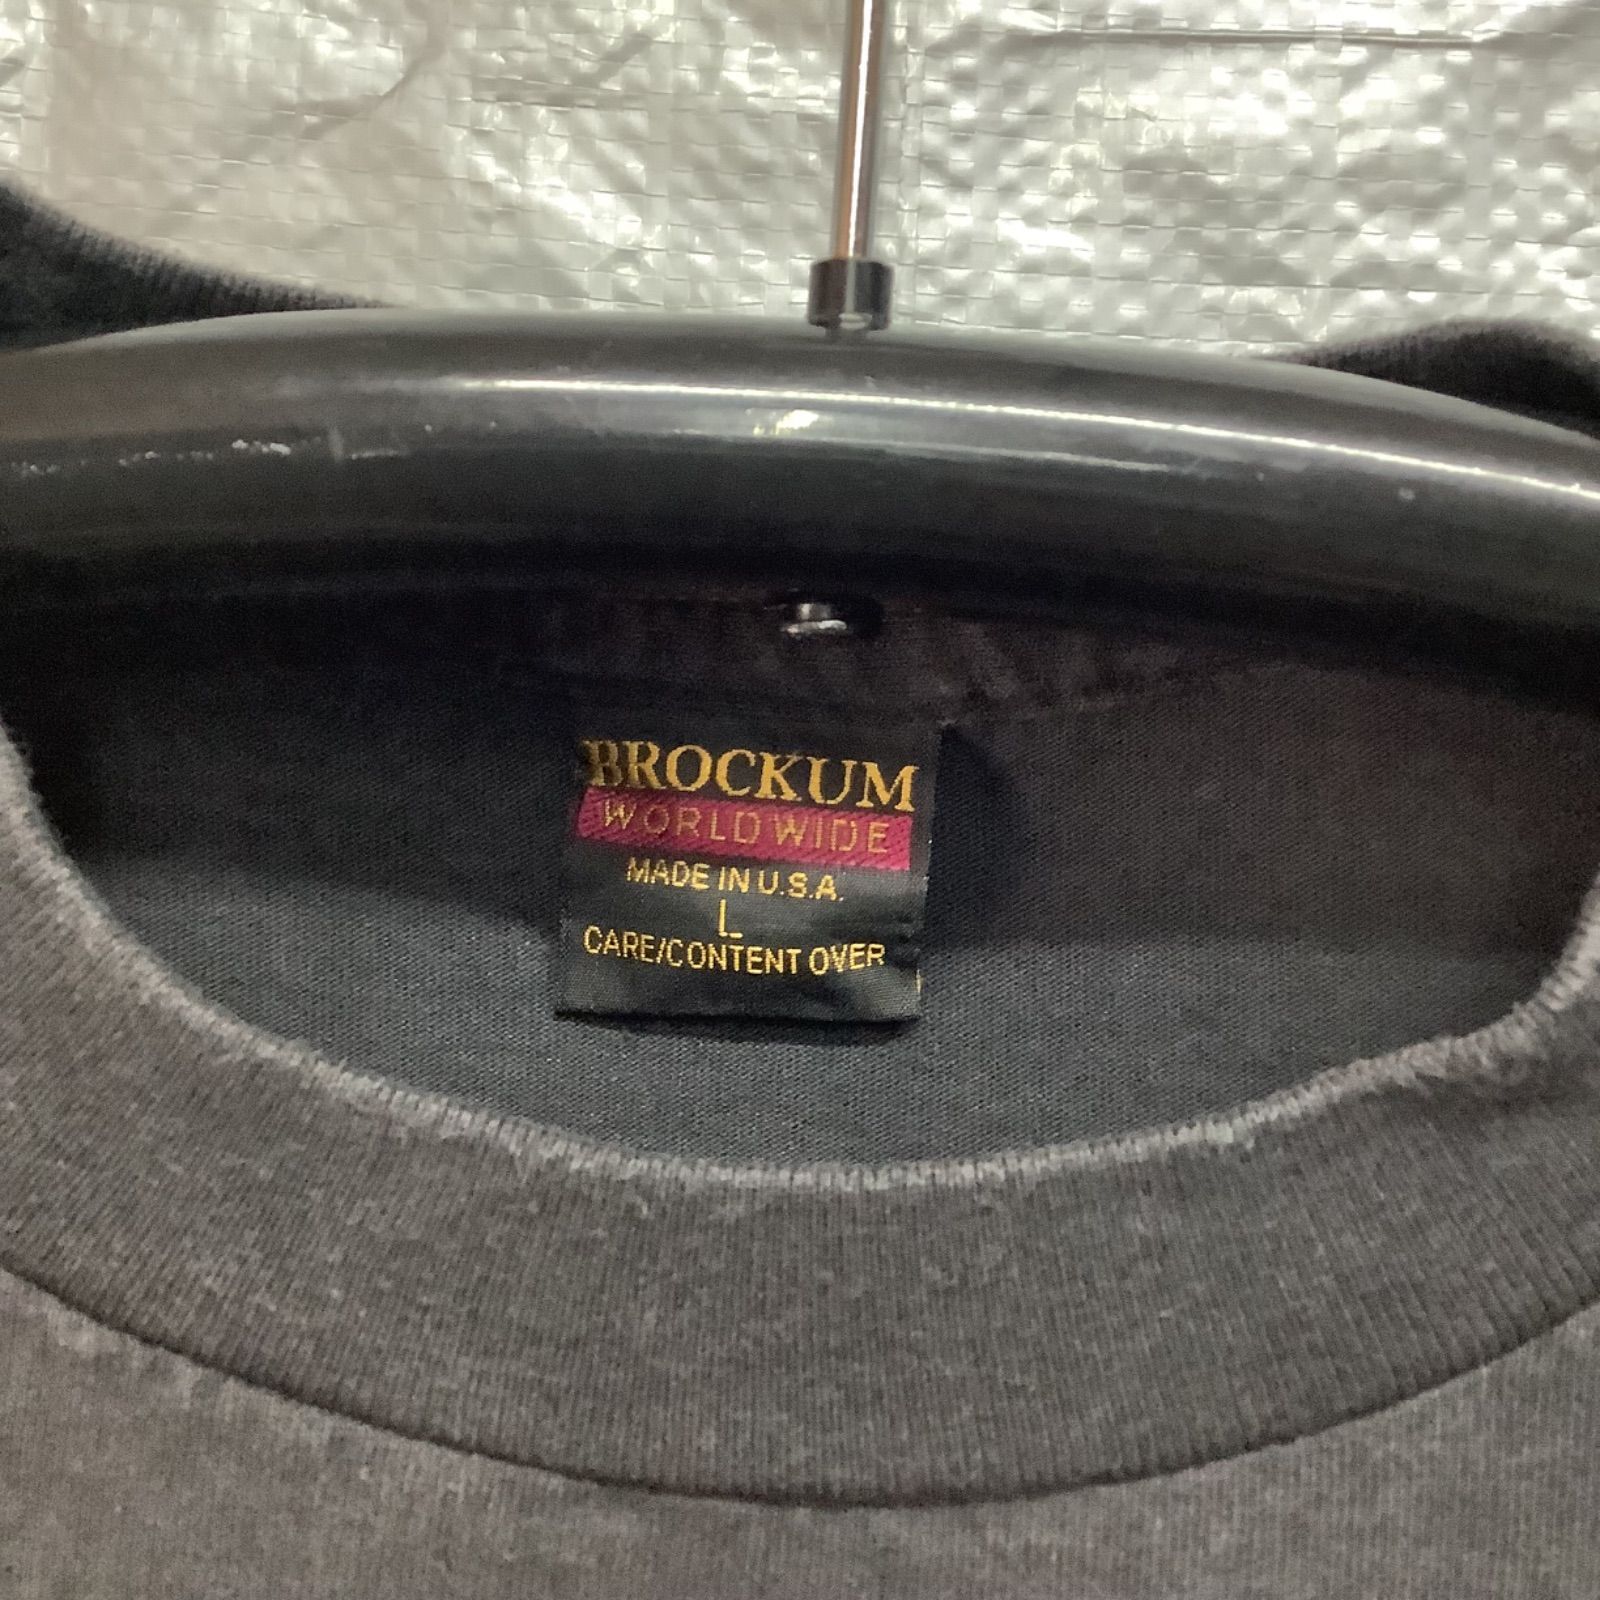 BROCKUM
WORLDWIDE
MADE IN U.S.A.
L
CARE/CONTENT OVER